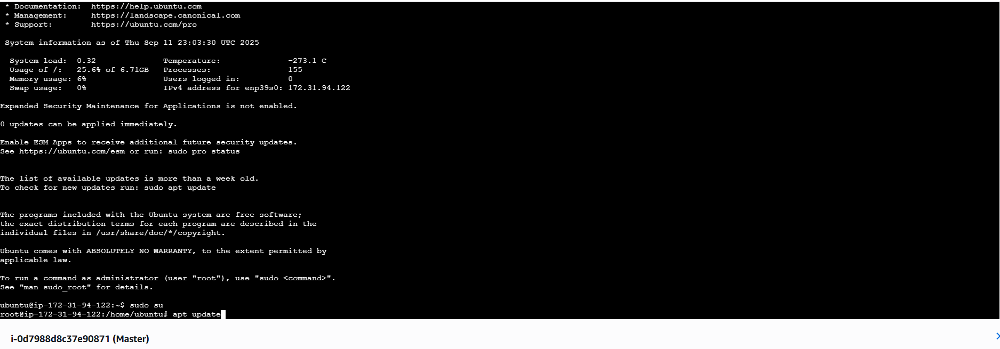 * Documentation:  https://help.ubuntu.com
* Management:     https://landscape.canonical.com
* Support:        https://ubuntu.com/pro
System information as of Thu Sep 11 23:03:30 UTC 2025
System load:  0.32              Temperature:              -273.1 C
Usage of /:   25.6% of 6.71GB   Processes:                155
Memory usage: 6%                Users logged in:          0
Swap usage:   0%                IPv4 address for enp39s0: 172.31.94.122
Expanded Security Maintenance for Applications is not enabled.
0 updates can be applied immediately.
Enable ESM Apps to receive additional future security updates.
See https://ubuntu.com/esm or run: sudo pro status
The list of available updates is more than a week old.
To check for new updates run: sudo apt update
The programs included with the Ubuntu system are free software;
the exact distribution terms for each program are described in the
individual files in /usr/share/doc/*/copyright.
Ubuntu comes with ABSOLUTELY NO WARRANTY, to the extent permitted by
applicable law.
To run a command as administrator (user "root"), use "sudo <command>".
See "man sudo_root" for details.
ubuntu@ip-172-31-94-122:~$ sudo su
root@ip-172-31-94-122:/home/ubuntu# apt update
i-0d7988d8c37e90871 (Master)